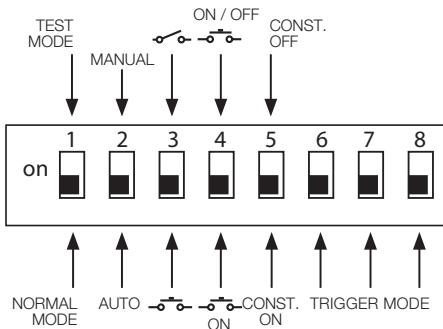 ON / OFF
TEST
MODE
CONST.
OFF
MANUAL
1 2 3 4 5 6 7 8
on
NORMAL
MODE
AUTO
ON
CONST.
ON
TRIGGER MODE